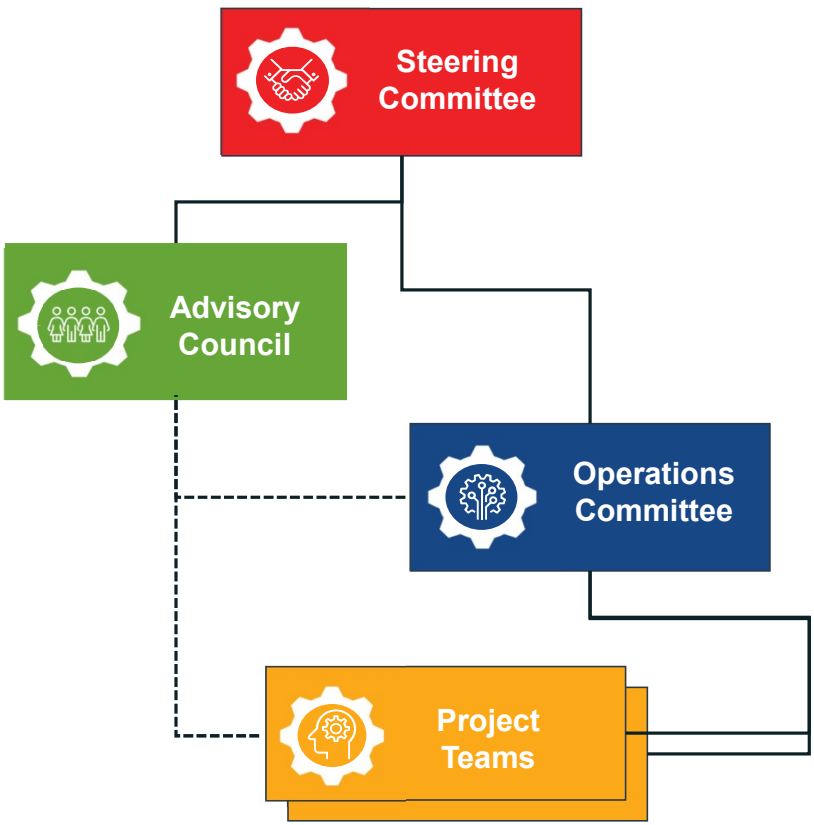 Steering
Committee
Advisory
Council
Operations
Committee
Project
Teams